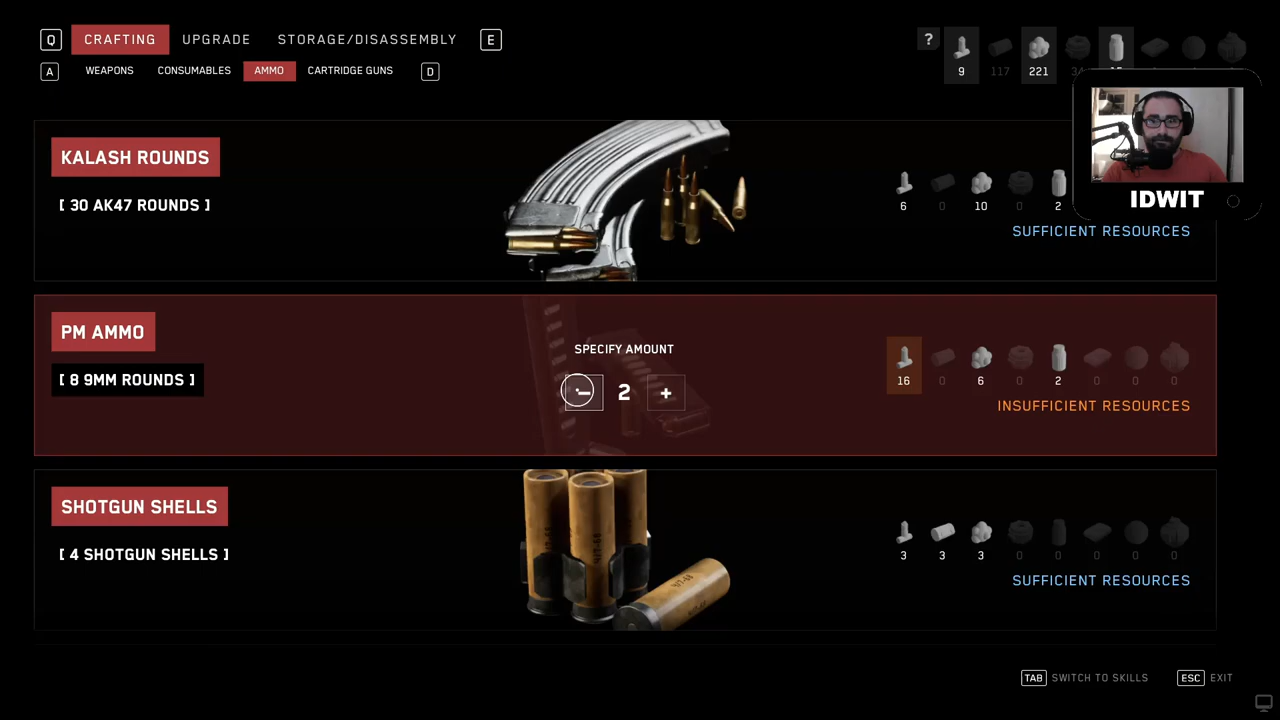 Q CRAFTING UPGRADE STORAGE/DISASSEMBLY E
A WEAPONS CONSUMABLES AMMO CARTRIDGE GUNS D
?
9 117 221
IDWIT
KALASH ROUNDS
[ 30 AK47 ROUNDS ]
6 0 10 0 2
SUFFICIENT RESOURCES
PM AMMO
[ 8 9MM ROUNDS ]
SPECIFY AMOUNT
- 2 +
16 0 6 0 2 0 0 0
INSUFFICIENT RESOURCES
SHOTGUN SHELLS
[ 4 SHOTGUN SHELLS ]
3 3 3 0 0 0 0 0
SUFFICIENT RESOURCES
TAB SWITCH TO SKILLS ESC EXIT